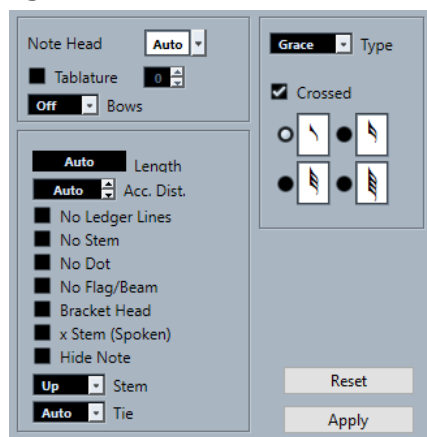 Note Head Auto
Tablature 0
Off Bows
Auto Length
Auto Acc. Dist.
No Ledger Lines
No Stem
No Dot
No Flag/Beam
Bracket Head
x Stem (Spoken)
Hide Note
Up Stem
Auto Tie
Grace Type
Crossed
Reset
Apply